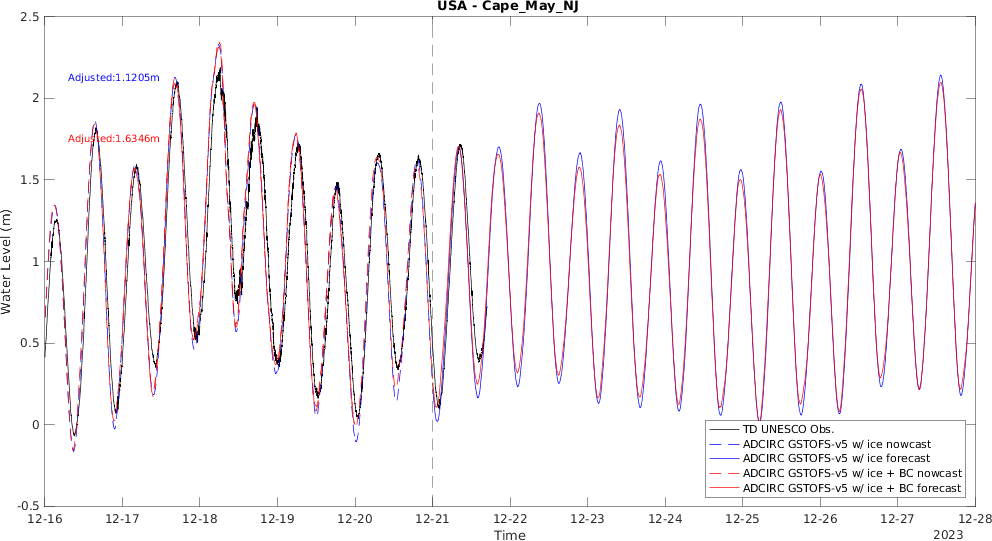 USA - Cape_May_NJ
2.5
2
1.5
1
0.5
0
-0.5
Water Level (m)
Adjusted:1.1205m
Adjusted:1.6346m
TD UNESCO Obs.
ADCIRC GSTOFS-v5 w/ ice nowcast
ADCIRC GSTOFS-v5 w/ ice forecast
ADCIRC GSTOFS-v5 w/ ice + BC nowcast
ADCIRC GSTOFS-v5 w/ ice + BC forecast
12-16 12-17 12-18 12-19 12-20 12-21 12-22 12-23 12-24 12-25 12-26 12-27 12-28
Time
2023